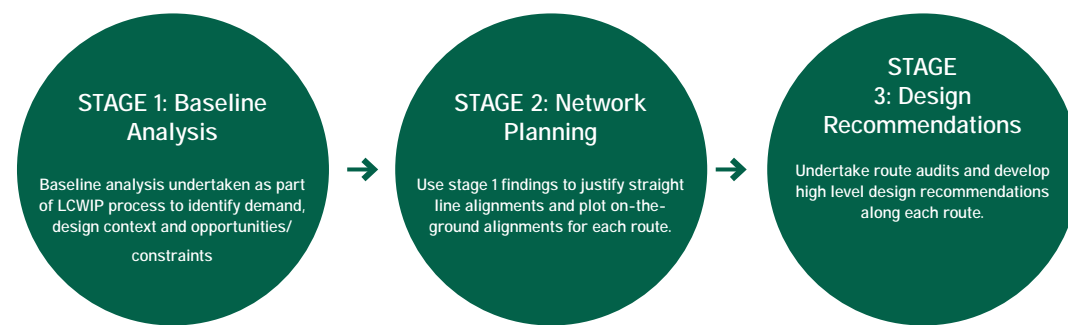 STAGE 1: Baseline
Analysis
Baseline analysis undertaken as part
of LCWIP process to identify demand,
design context and opportunities/
constraints
STAGE 2: Network
Planning
Use stage 1 findings to justify straight
line alignments and plot on-the-
ground alignments for each route.
STAGE
3: Design
Recommendations
Undertake route audits and develop
high level design recommendations
along each route.